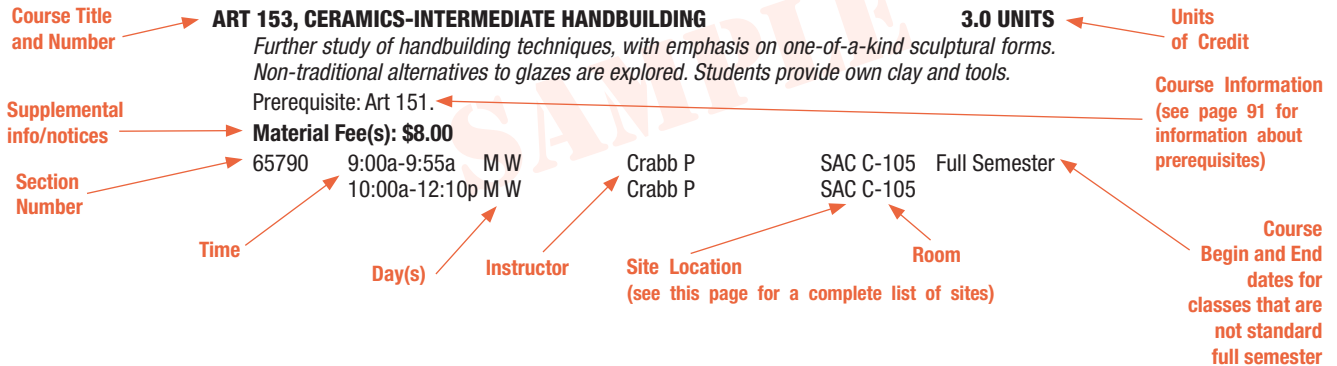 Course Title
and Number
ART 153, CERAMICS-INTERMEDIATE HANDBUILDING 3.0 UNITS
Units
of Credit
Further study of handbuilding techniques, with emphasis on one-of-a-kind sculptural forms.
Non-traditional alternatives to glazes are explored. Students provide own clay and tools.
Prerequisite: Art 151.
Course Information
(see page 91 for
information about
prerequisites)
Supplemental
info/notices
Material Fee(s): $8.00
SAMPLE
Section
Number
65790 9:00a-9:55a M W Crabb P SAC C-105 Full Semester
10:00a-12:10p M W Crabb P SAC C-105
Time
Day(s)
Instructor
Site Location
(see this page for a complete list of sites)
Room
Course
Begin and End
dates for
classes that are
not standard
full semester